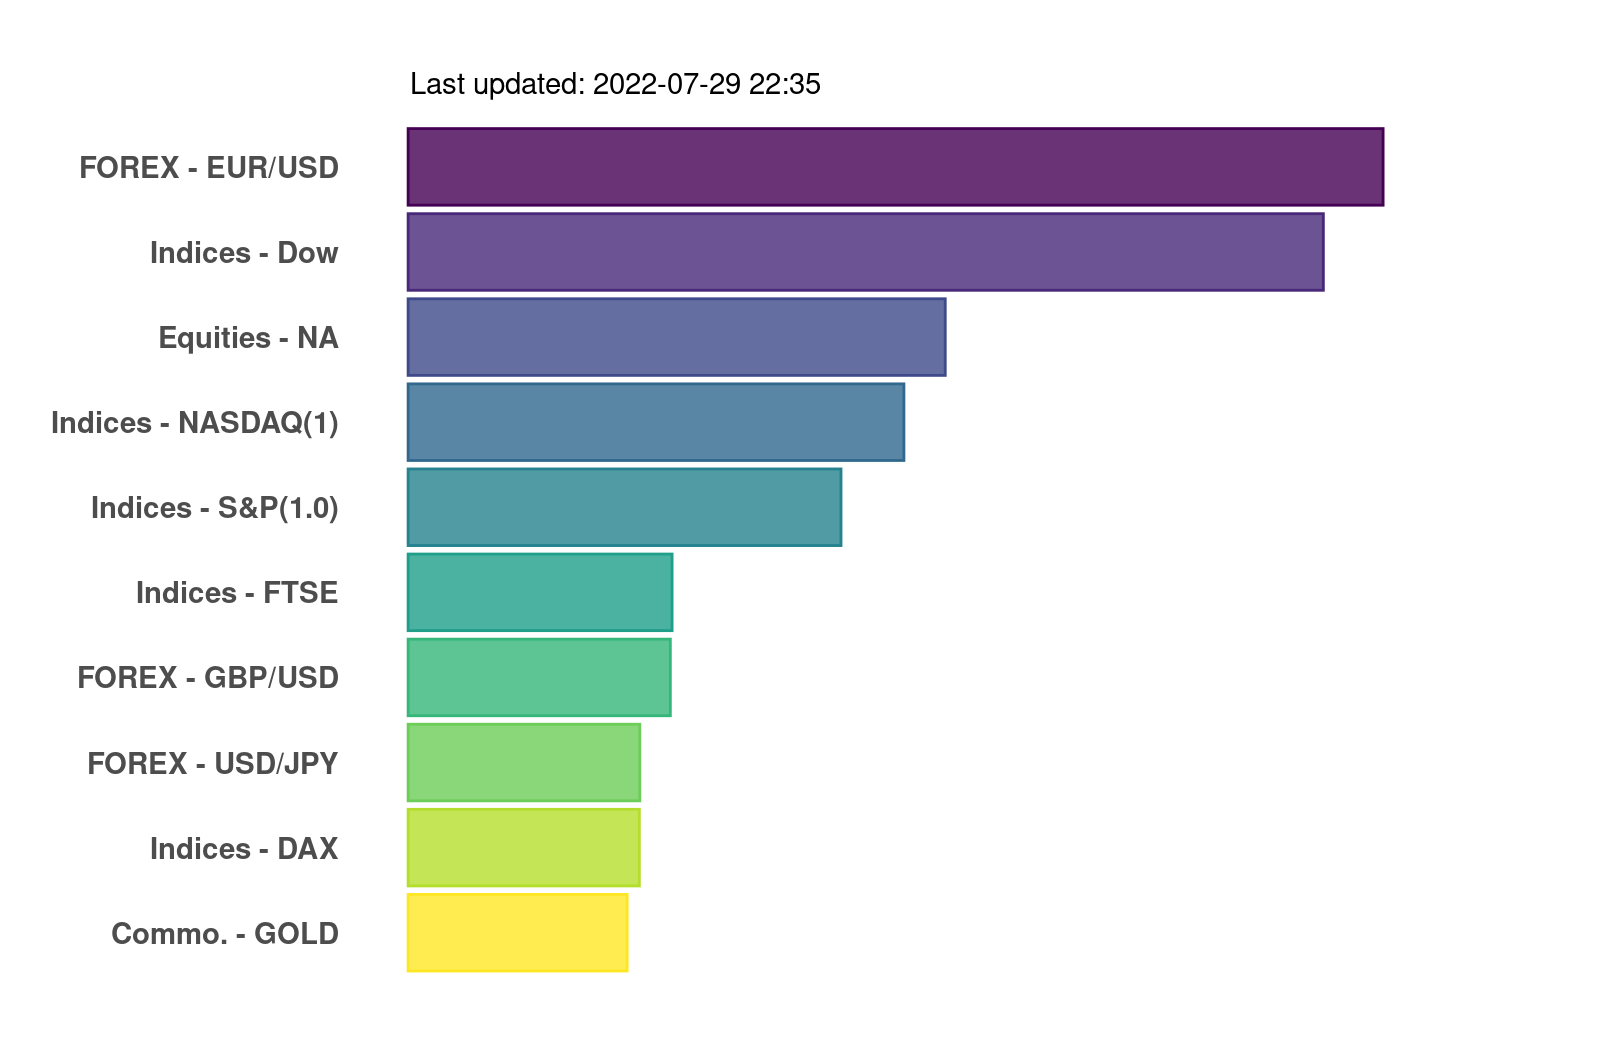 Last updated: 2022-07-29 22:35
FOREX - EUR/USD
Indices - Dow
Equities - NA
Indices - NASDAQ(1)
Indices - S&P(1.0)
Indices - FTSE
FOREX - GBP/USD
FOREX - USD/JPY
Indices - DAX
Commo. - GOLD